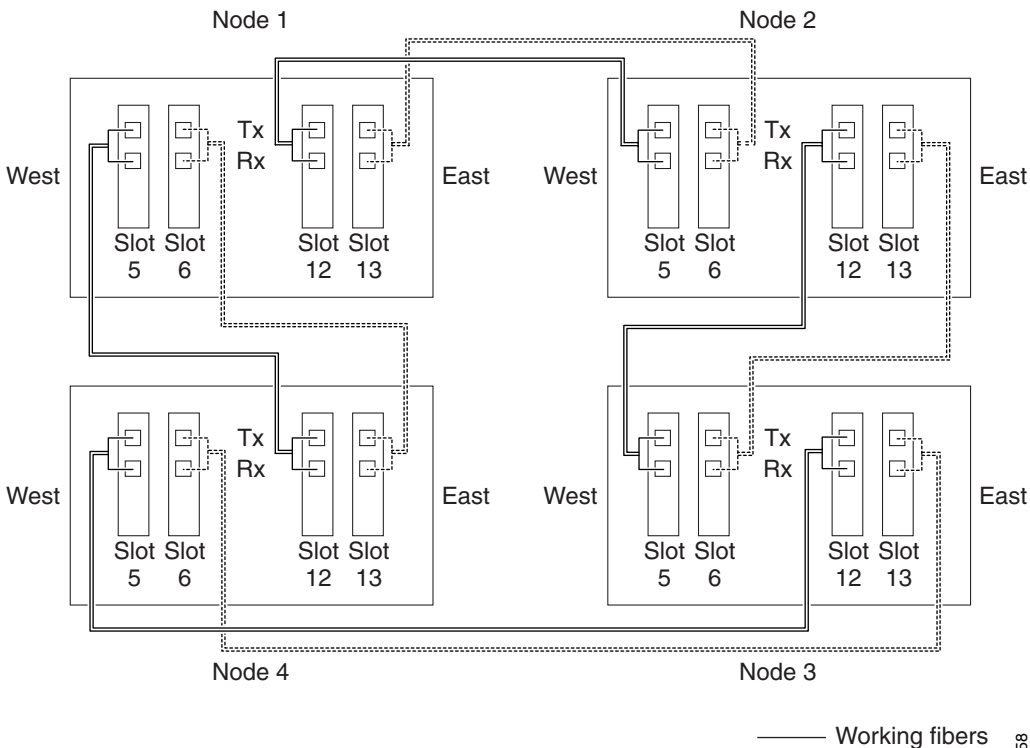 Node 1
Node 2
Tx
Rx
Tx
Rx
West
East
West
East
Slot 5
Slot 6
Slot 12
Slot 13
Slot 5
Slot 6
Slot 12
Slot 13
Tx
Rx
Tx
Rx
West
East
West
East
Slot 5
Slot 6
Slot 12
Slot 13
Slot 5
Slot 6
Slot 12
Slot 13
Node 4
Node 3
Working fibers